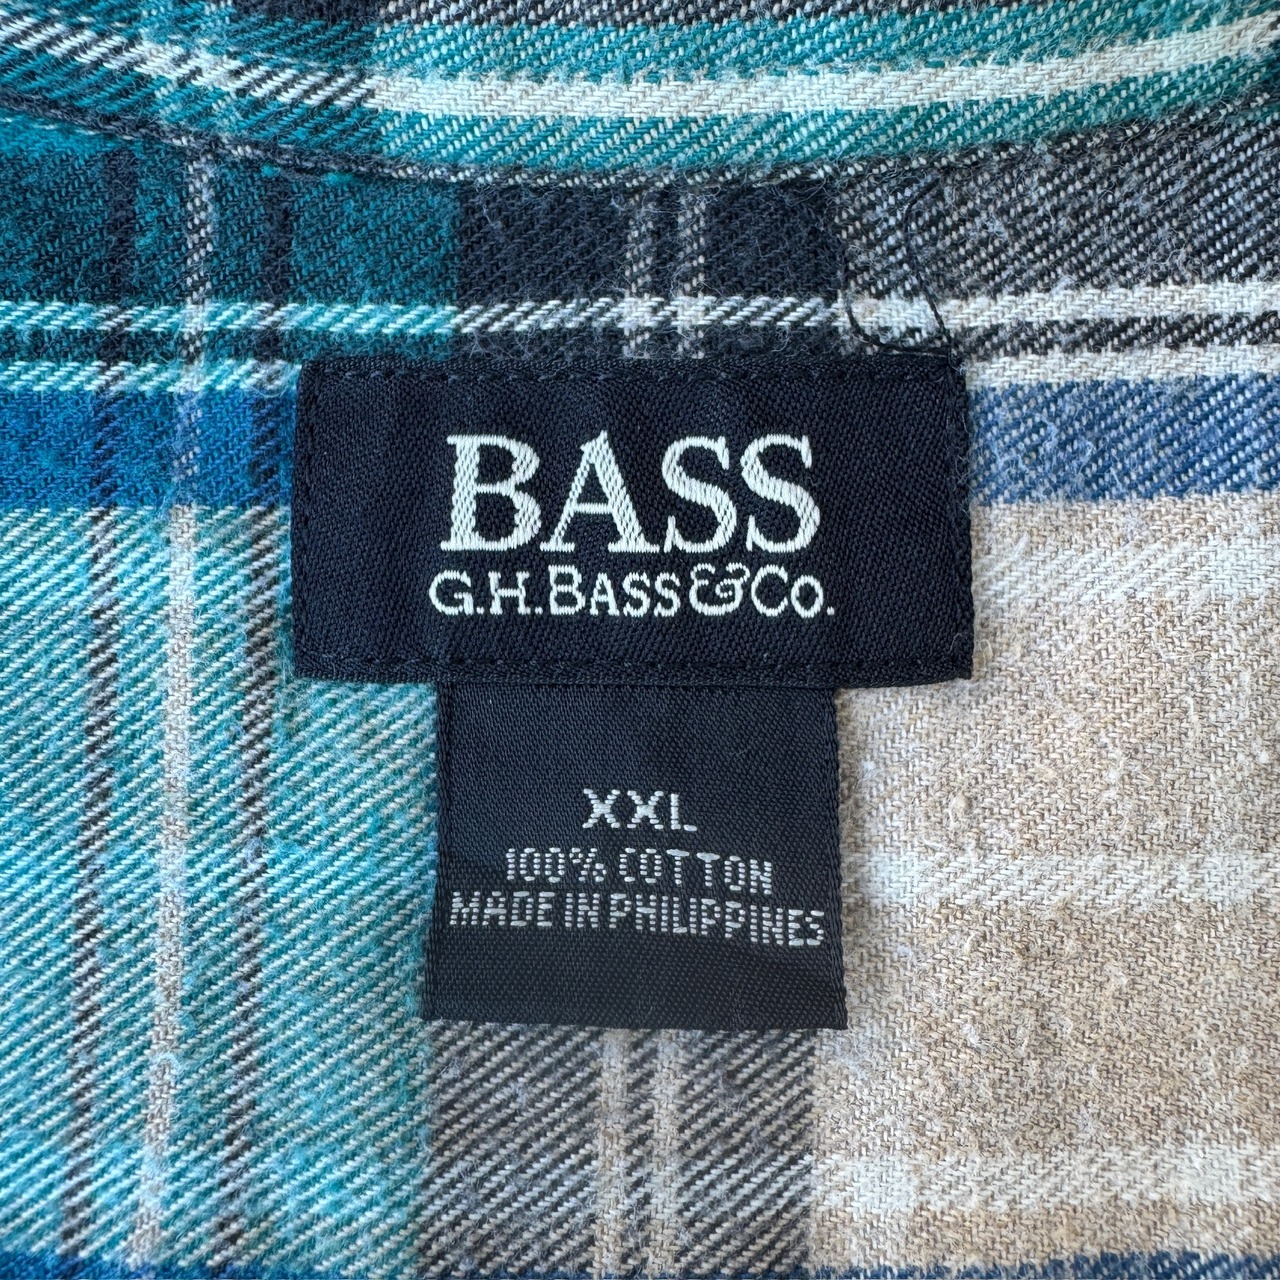 BASS
G.H.BASS&CO.
XXL
100% COTTON
MADE IN PHILIPPINES